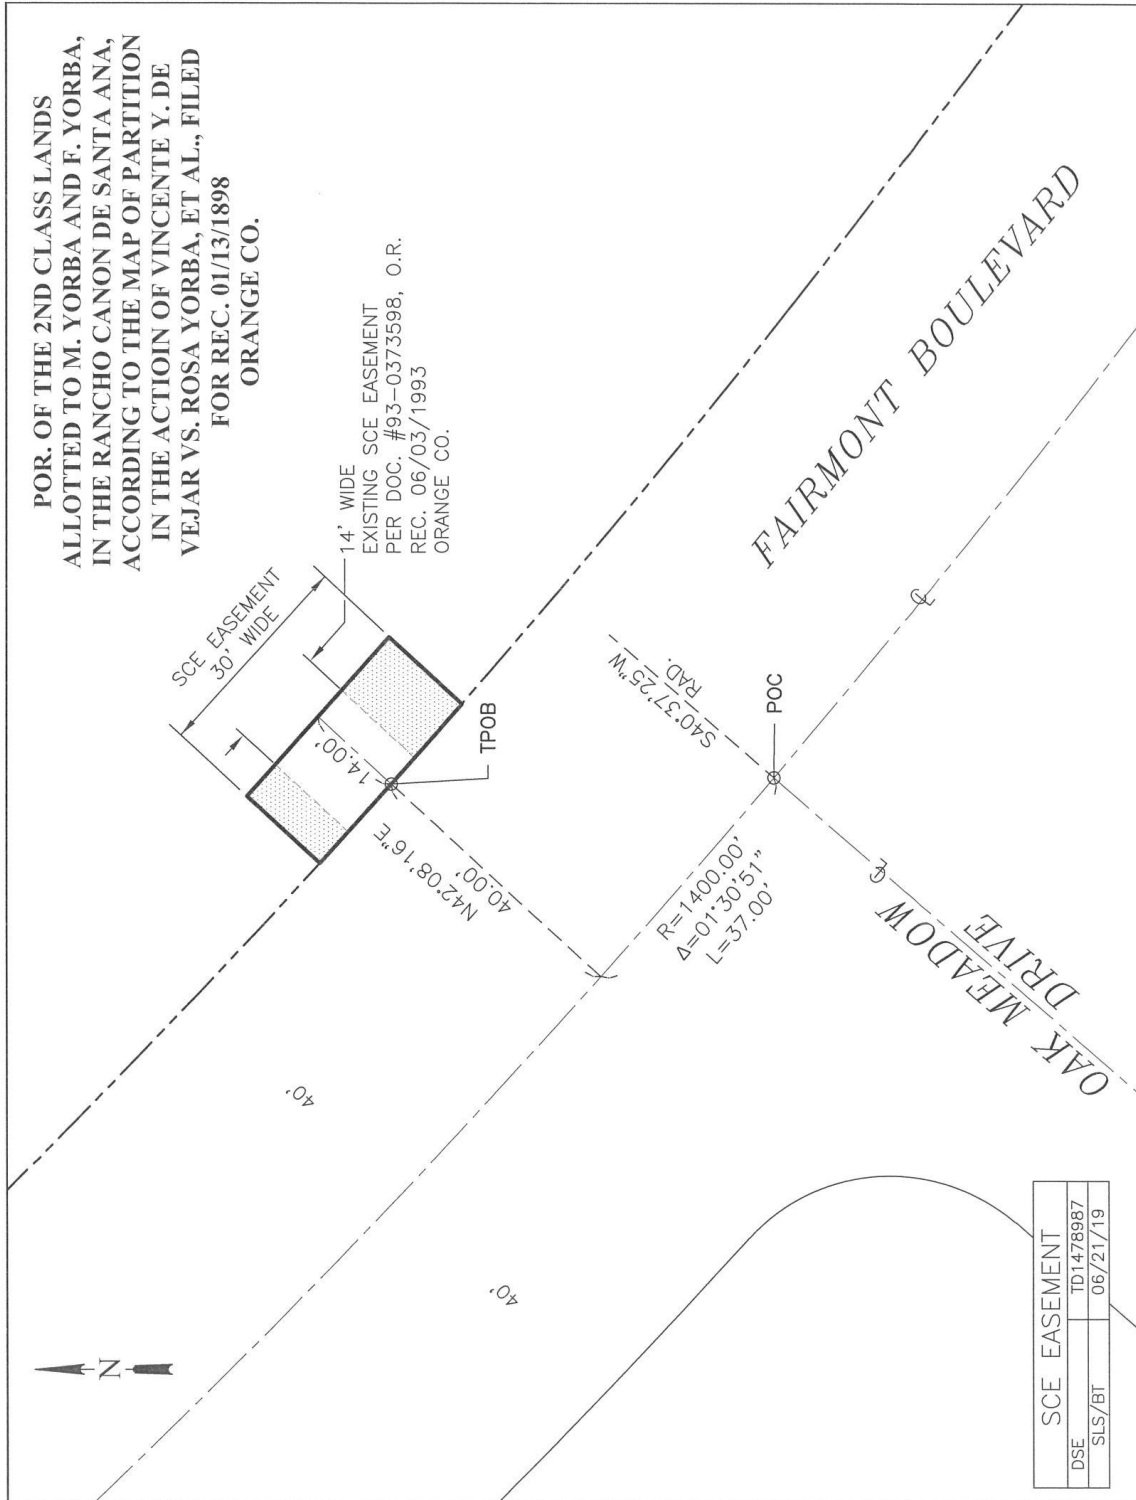 POR. OF THE 2ND CLASS LANDS
ALLOTTED TO M. YORBA AND F. YORBA,
IN THE RANCHO CANON DE SANTA ANA,
ACCORDING TO THE MAP OF PARTITION
IN THE ACTIOIN OF VINCENTE Y. DE
VEJAR VS. ROSA YORBA, ET AL., FILED
FOR REC. 01/13/1898
ORANGE CO.
SCE EASEMENT
30' WIDE
14' WIDE
EXISTING SCE EASEMENT
PER DOC. #93-0373598, O.R.
REC. 06/03/1993
ORANGE CO.
14.00'
TPOB
N42°08'16"E
40.00'
S40°37'25"W
RAD.
POC
R=1400.00'
Δ=01°30'51"
L=37.00'
FAIRMONT BOULEVARD
OAK MEADOW
DRIVE
40'
40'
N
CL
CL
SCE EASEMENT
DSE TD1478987
SLS/BT 06/21/19